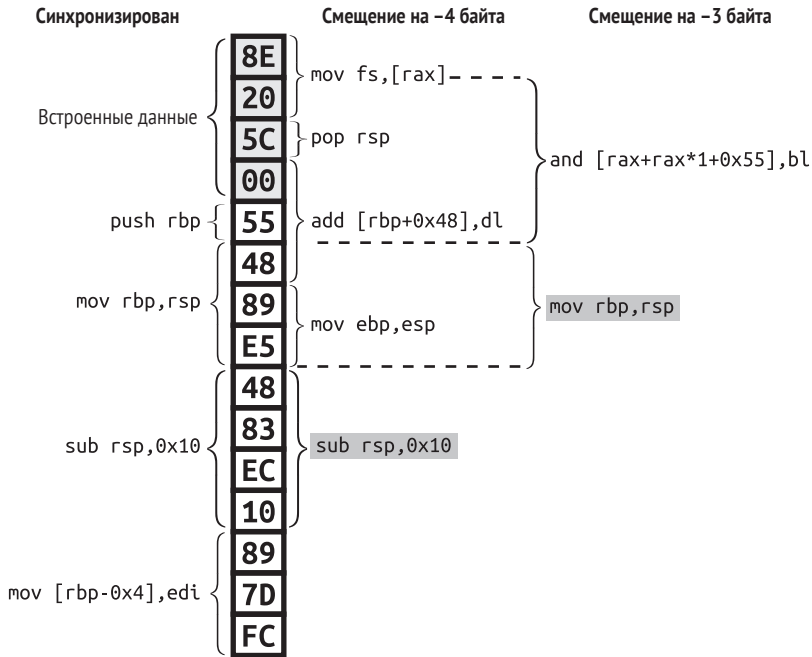 Синхронизирован Смещение на –4 байта Смещение на –3 байта
8E
mov fs,[rax]
20
Встроенные данные
5C
pop rsp
and [rax+rax*1+0x55],bl
00
push rbp
55
add [rbp+0x48],dl
48
mov rbp,rsp
89
mov ebp,esp
mov rbp,rsp
E5
48
83
sub rsp,0x10
sub rsp,0x10
EC
10
89
mov [rbp-0x4],edi
7D
FC